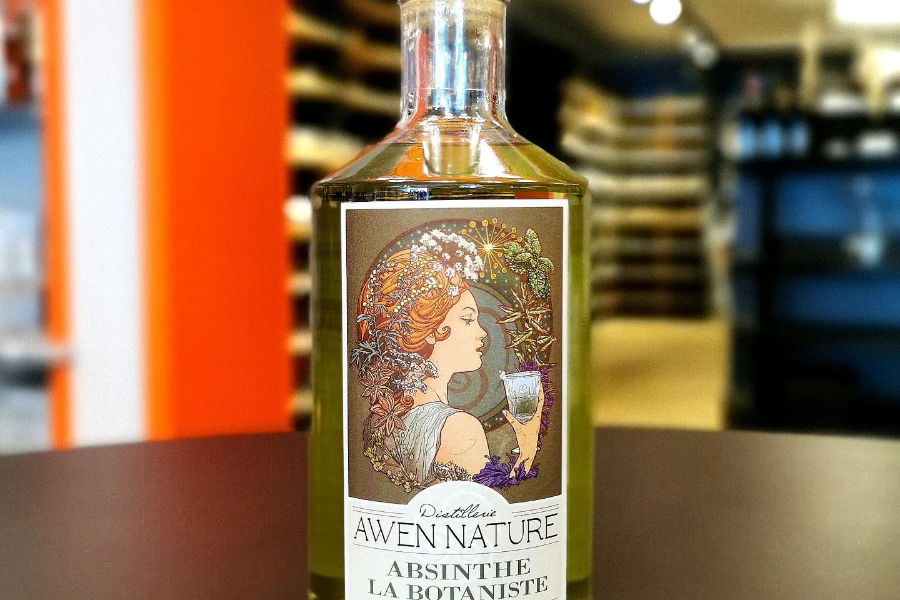 Distillerie
AWEN NATURE
ABSINTHE
LA BOTANISTE